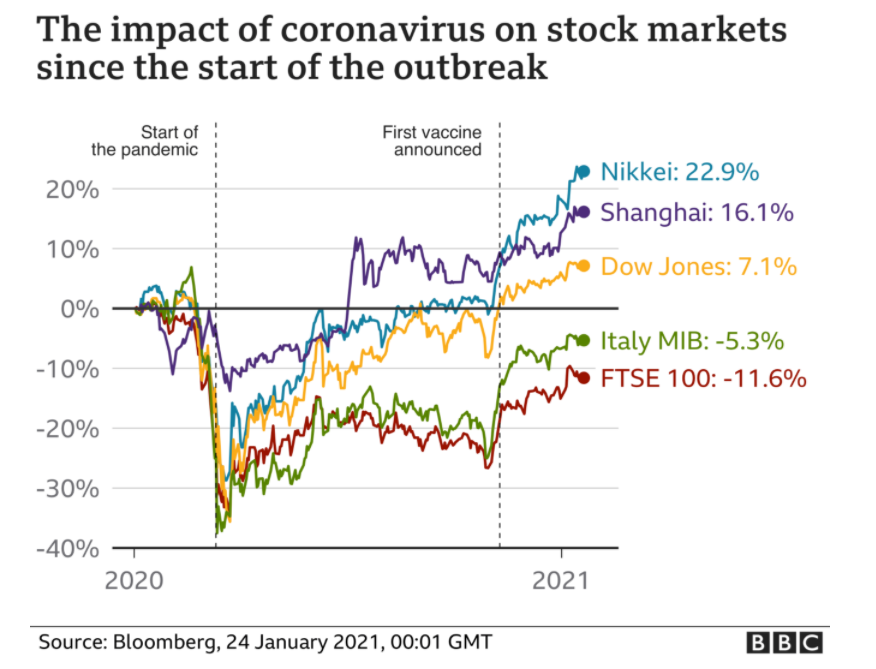 The impact of coronavirus on stock markets
since the start of the outbreak
Start of
the pandemic
First vaccine
announced
20%
10%
0%
-10%
-20%
-30%
-40%
Nikkei: 22.9%
Shanghai: 16.1%
Dow Jones: 7.1%
Italy MIB: -5.3%
FTSE 100: -11.6%
2020
2021
Source: Bloomberg, 24 January 2021, 00:01 GMT
BBC